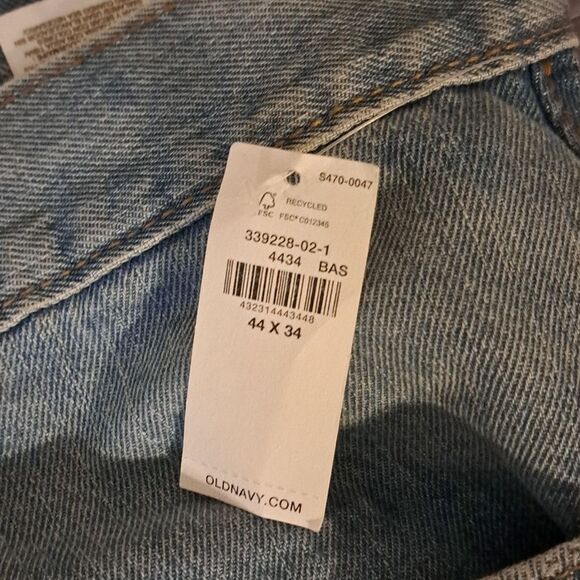 S470-0047
RECYCLED
FSC FSC® C012345
339228-02-1
4434 BAS
432314443448
44 X 34
OLDNAVY.COM